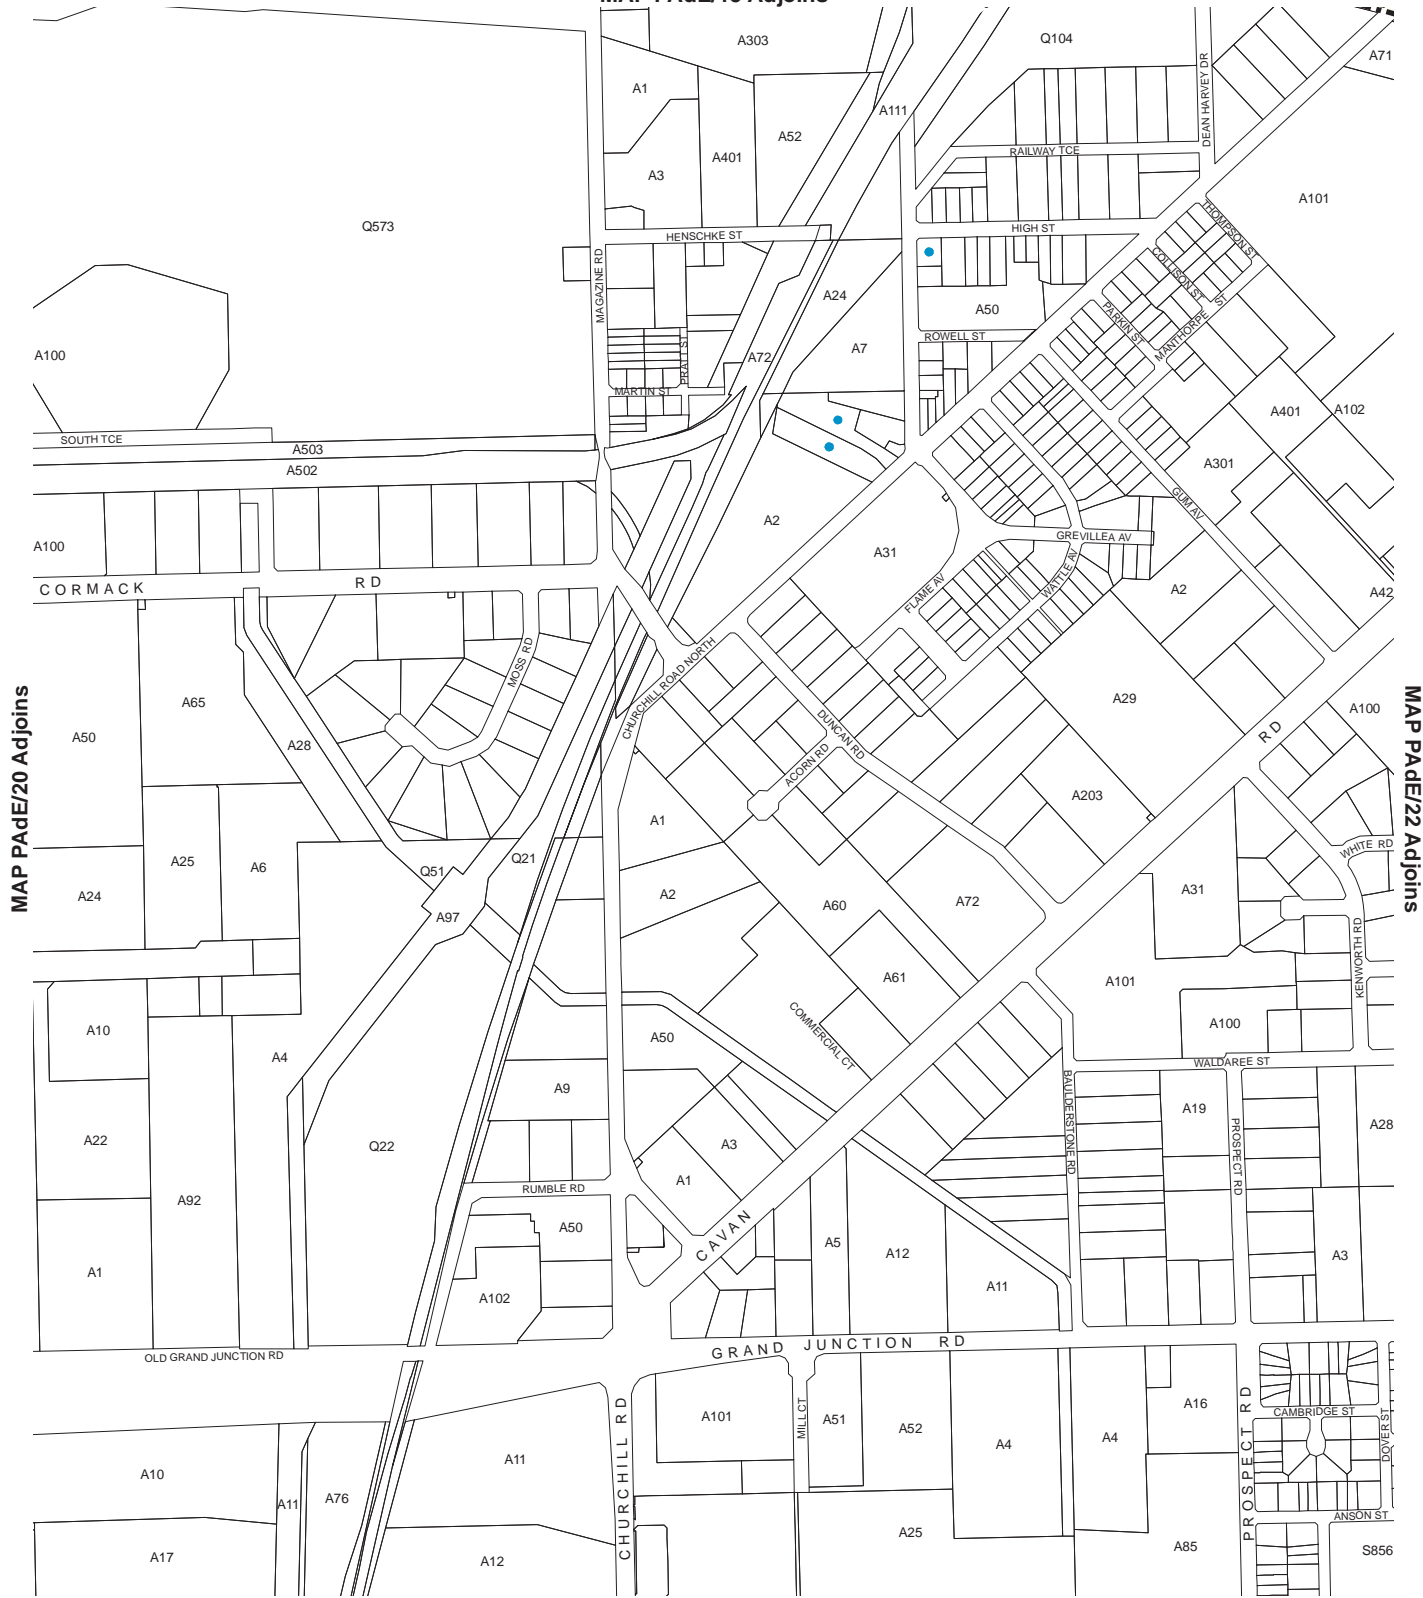 A303
Q104
A71
A1
A111
DEAN HARVEY DR
A52
RAILWAY TCE
A401
A3
A101
Q573
HENSCHKE ST
HIGH ST
THOMPSON ST
COLLISON ST
MAGAZINE RD
A24
A50
PARKIN ST
MANTHORPE ST
ROWELL ST
A100
A7
A72
PRATT ST
MARTIN ST
A401
A102
SOUTH TCE
A503
A502
A301
GUM AV
A2
A100
A31
GREVILLEA AV
CORMACK RD
FLAME AV
WATTLE AV
A2
A42
MOSS RD
CHURCHILL ROAD NORTH
A65
A29
A100
RD
MAP PAdE/20 Adjoins
A50
A28
DUNCAN RD
ACORN RD
A203
MAP PAdE/22 Adjoins
A1
WHITE RD
A25
A6
Q51
Q21
A24
A97
A2
A60
A72
A31
KENWORTH RD
A61
A101
A10
A50
COMMERCIAL CT
A100
A4
WALDAREE ST
A9
BAULDERSTONE RD
A19
PROSPECT RD
A28
A22
Q22
A3
A1
A92
RUMBLE RD
A50
CAVAN
A5
A12
A3
A1
A102
A11
OLD GRAND JUNCTION RD
GRAND JUNCTION RD
CHURCHILL RD
A101
MILL CT
A51
A52
A16
PROSPECT RD
CAMBRIDGE ST
DOVER ST
A4
A4
A10
A11
A11
A76
ANSON ST
A25
A17
A12
A85
S856